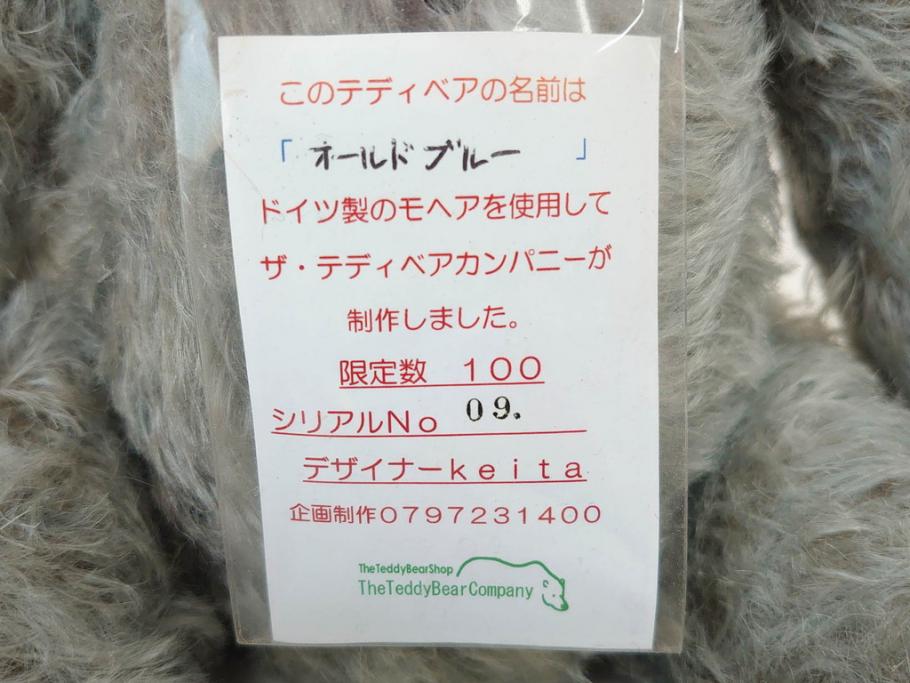 このテディベアの名前は
「オールドブルー 」
ドイツ製のモヘアを使用して
ザ・テディベアカンパニーが
制作しました。
限定数 １００
シリアルＮｏ 09.
デザイナーｋｅｉｔａ
企画制作０７９７２３１４００
TheTeddyBearShop
TheTeddyBearCompany